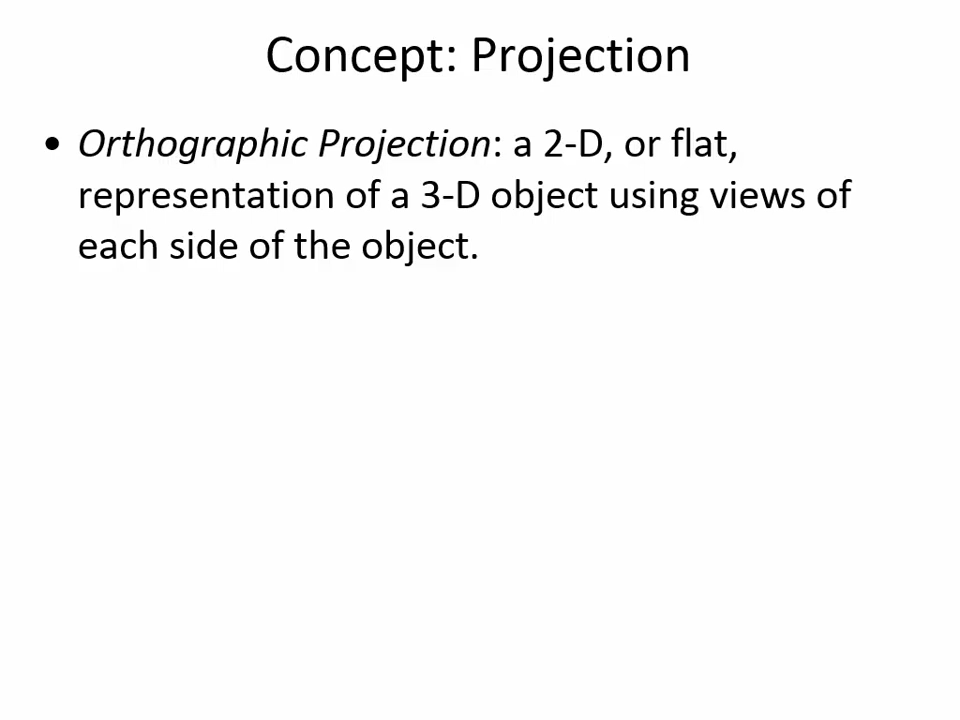 Concept: Projection
• Orthographic Projection: a 2-D, or flat,
representation of a 3-D object using views of
each side of the object.